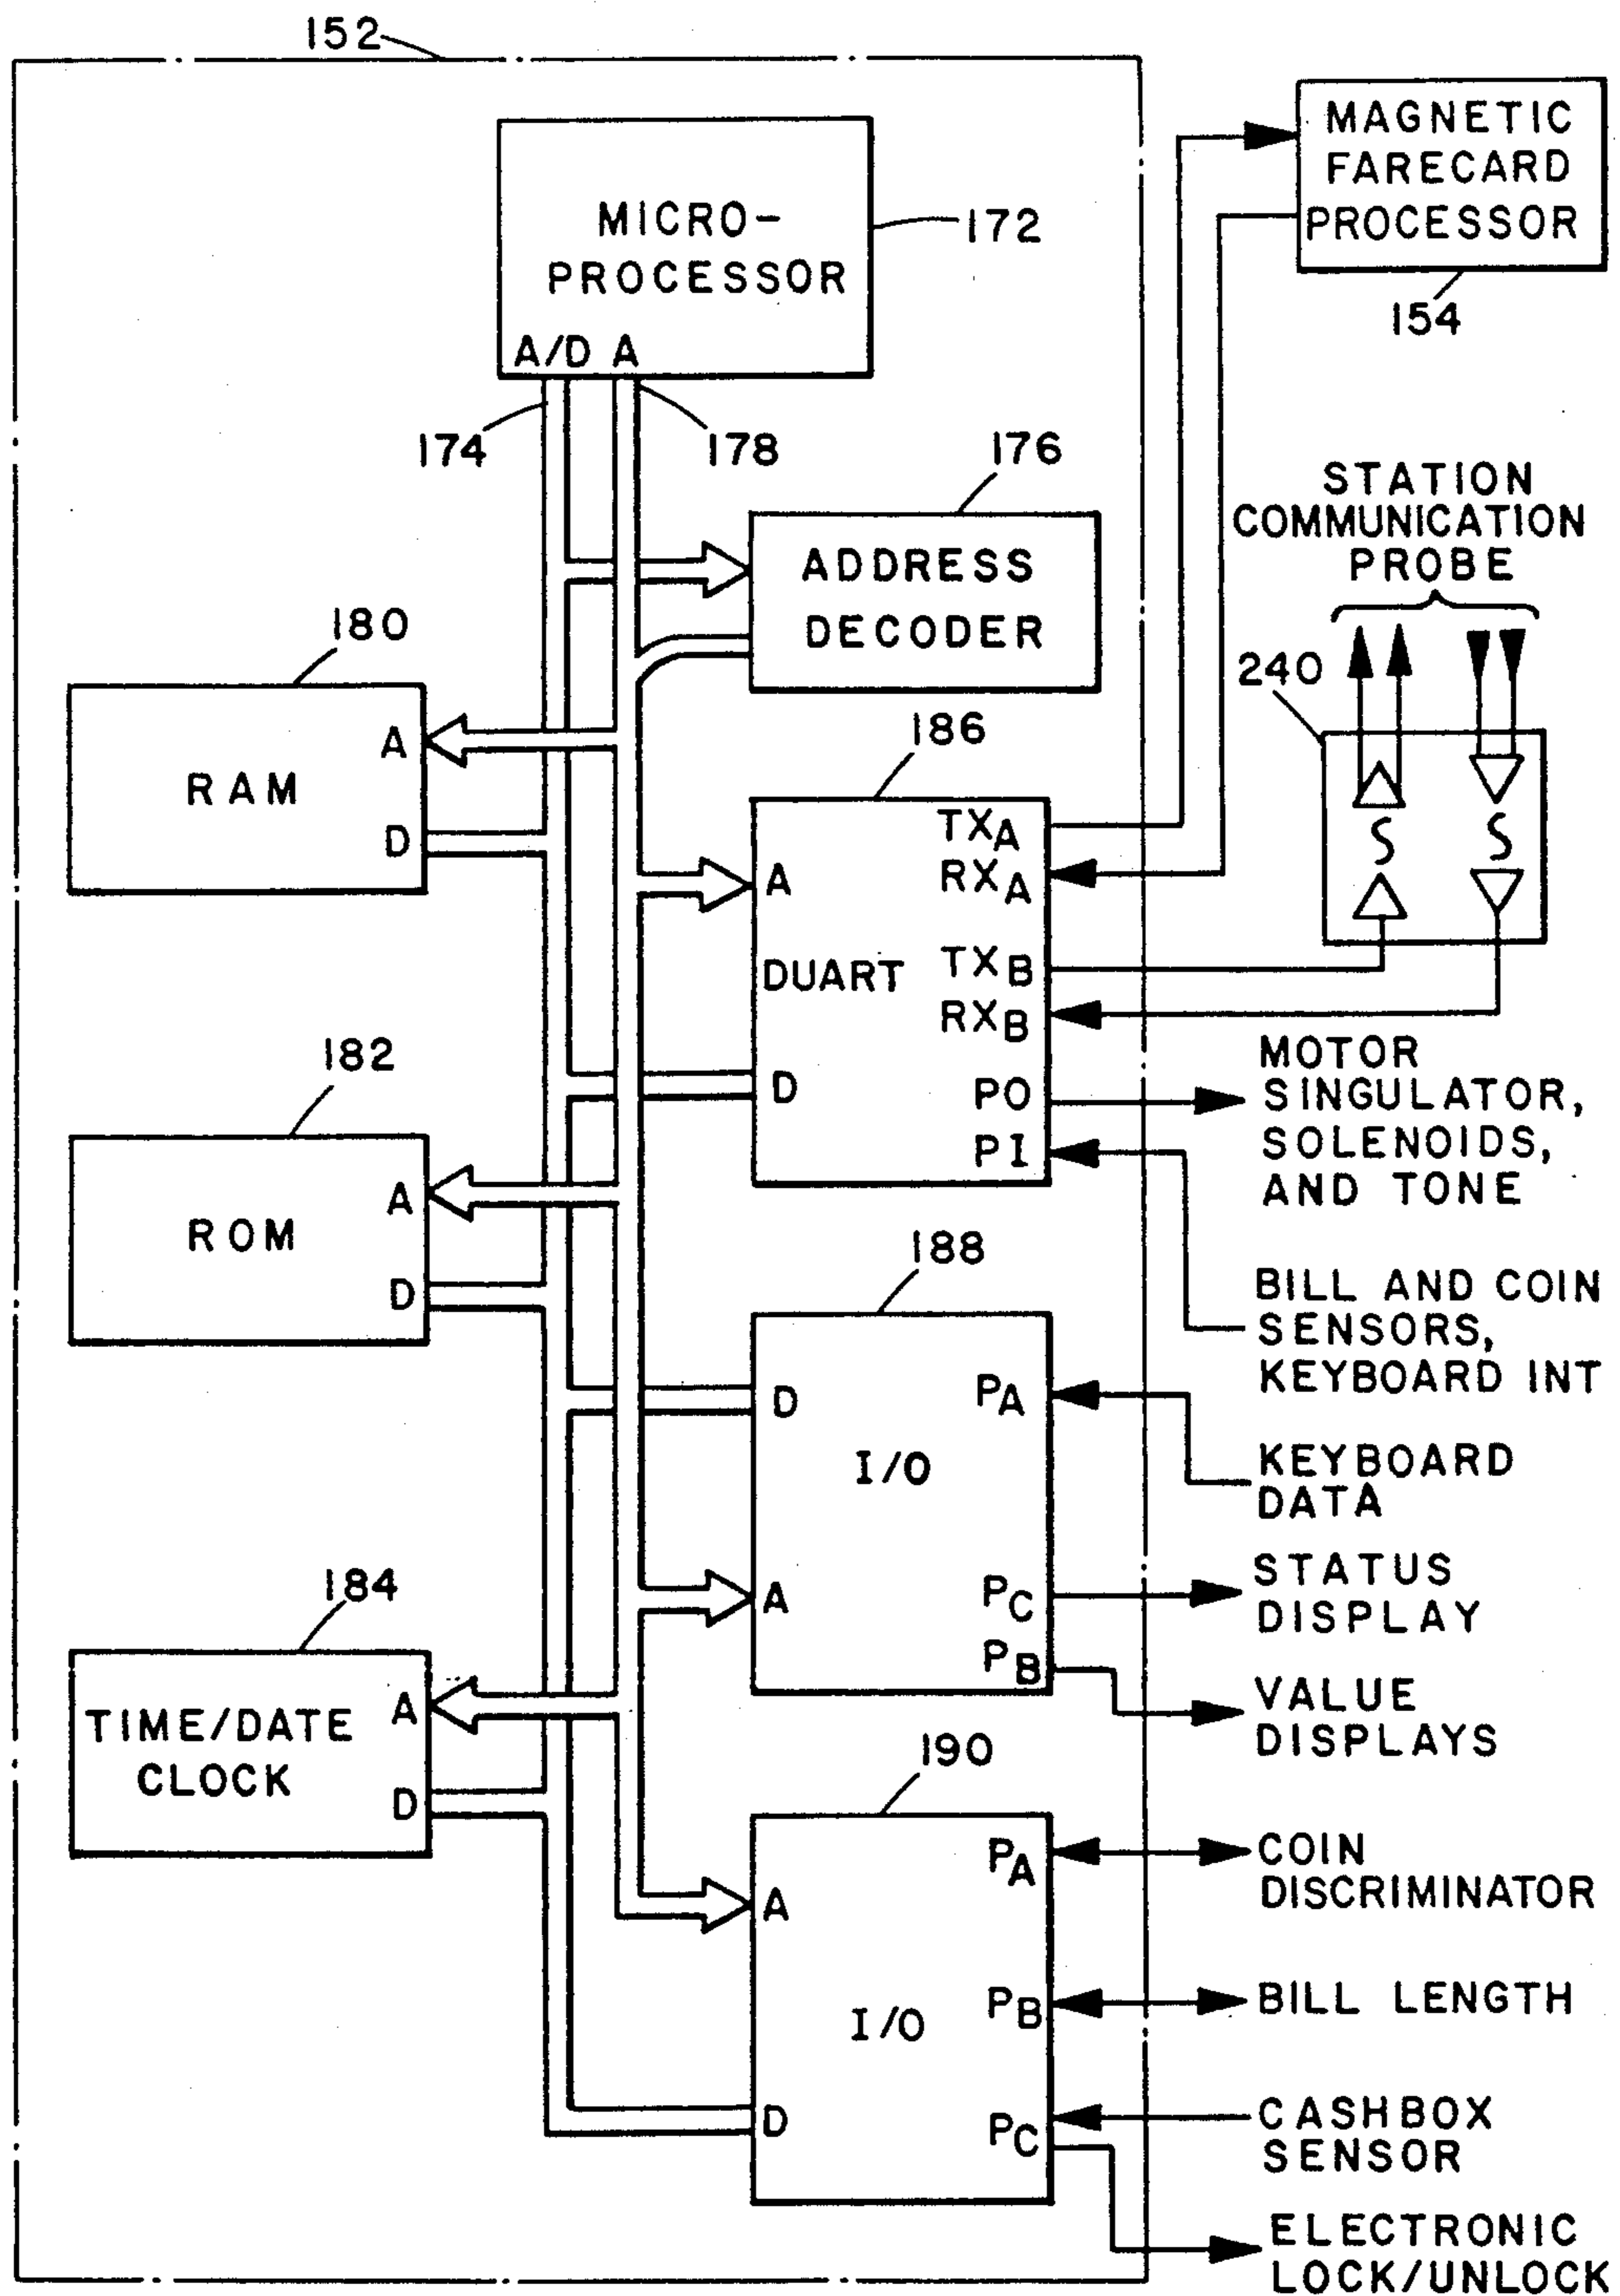 152
MICRO-
PROCESSOR
A/D A
172
MAGNETIC
FARECARD
PROCESSOR
154
174
178
176
ADDRESS
DECODER
STATION
COMMUNICATION
PROBE
240
S S
180
RAM
A
D
186
DUART
A
D
TXA
RXA
TXB
RXB
PO
PI
MOTOR
SINGULATOR,
SOLENOIDS,
AND TONE
BILL AND COIN
SENSORS,
KEYBOARD INT
182
ROM
A
D
188
I/O
D
A
PA
PC
PB
KEYBOARD
DATA
STATUS
DISPLAY
VALUE
DISPLAYS
184
TIME/DATE
CLOCK
A
D
190
I/O
A
D
PA
PB
PC
COIN
DISCRIMINATOR
BILL LENGTH
CASHBOX
SENSOR
ELECTRONIC
LOCK/UNLOCK